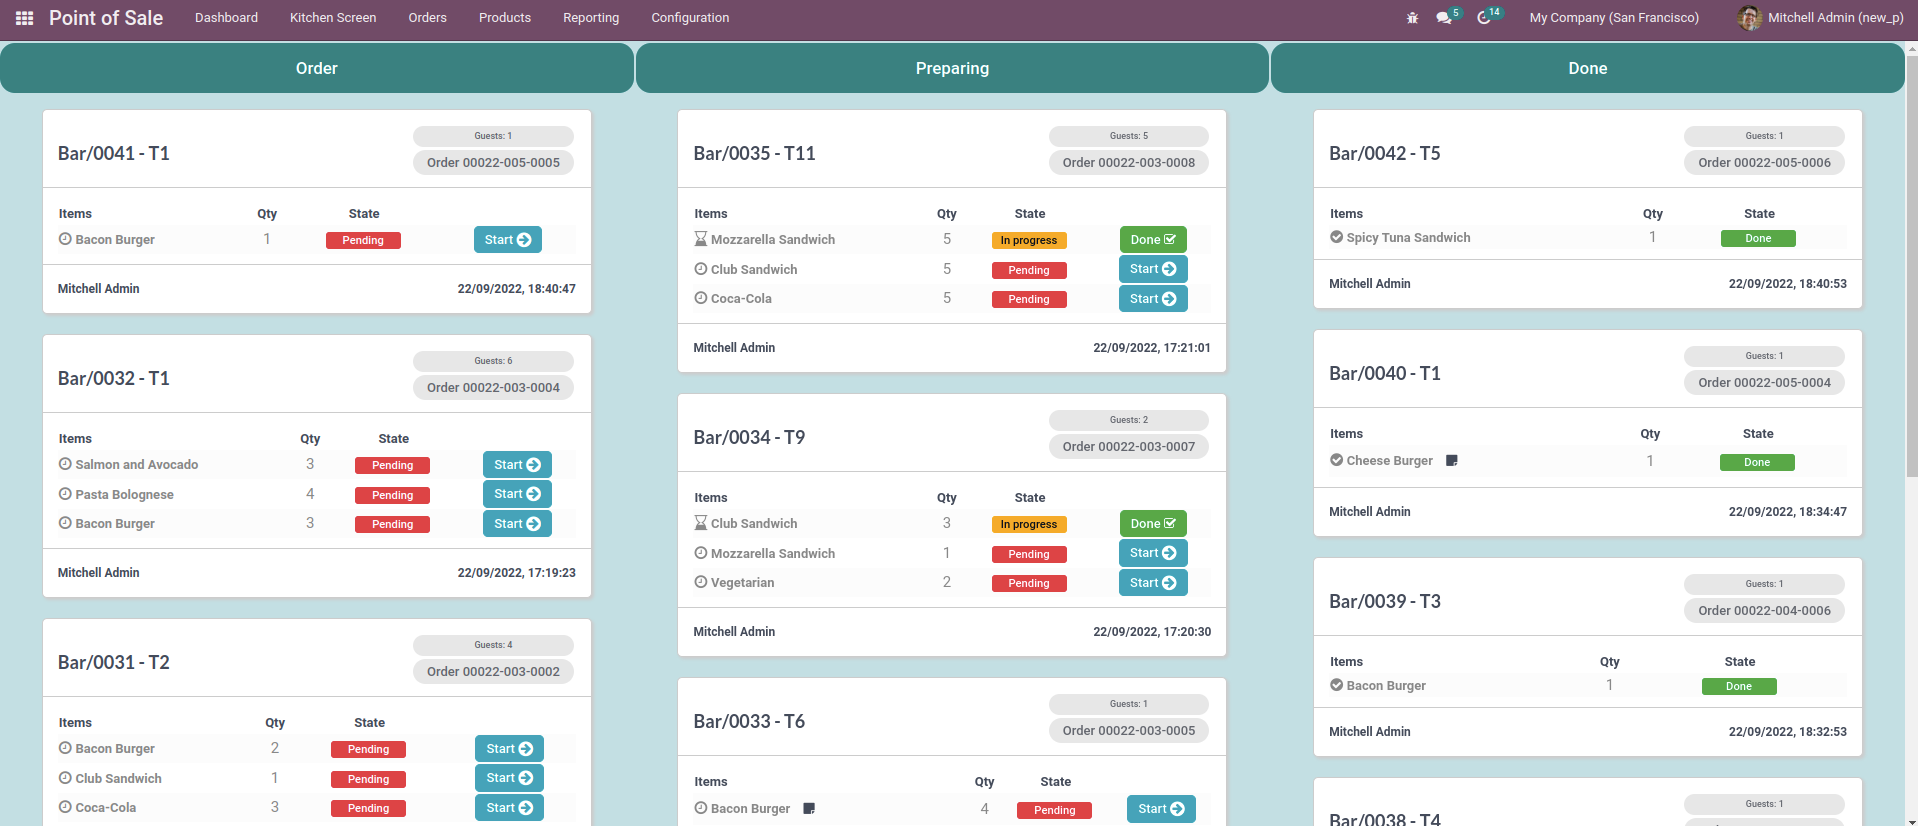 Point of Sale Dashboard Kitchen Screen Orders Products Reporting Configuration 5 14 My Company (San Francisco) Mitchell Admin (new_p)
Order
Bar/0041 - T1
Guests: 1
Order 00022-005-0005
Items Qty State
Bacon Burger 1 Pending Start
Mitchell Admin 22/09/2022, 18:40:47
Bar/0032 - T1
Guests: 6
Order 00022-003-0004
Items Qty State
Salmon and Avocado 3 Pending Start
Pasta Bolognese 4 Pending Start
Bacon Burger 3 Pending Start
Mitchell Admin 22/09/2022, 17:19:23
Bar/0031 - T2
Guests: 4
Order 00022-003-0002
Items Qty State
Bacon Burger 2 Pending Start
Club Sandwich 1 Pending Start
Coca-Cola 3 Pending Start
Preparing
Bar/0035 - T11
Guests: 5
Order 00022-003-0008
Items Qty State
Mozzarella Sandwich 5 In progress Done
Club Sandwich 5 Pending Start
Coca-Cola 5 Pending Start
Mitchell Admin 22/09/2022, 17:21:01
Bar/0034 - T9
Guests: 2
Order 00022-003-0007
Items Qty State
Club Sandwich 3 In progress Done
Mozzarella Sandwich 1 Pending Start
Vegetarian 2 Pending Start
Mitchell Admin 22/09/2022, 17:20:30
Bar/0033 - T6
Guests: 1
Order 00022-003-0005
Items Qty State
Bacon Burger 4 Pending Start
Done
Bar/0042 - T5
Guests: 1
Order 00022-005-0006
Items Qty State
Spicy Tuna Sandwich 1 Done
Mitchell Admin 22/09/2022, 18:40:53
Bar/0040 - T1
Guests: 1
Order 00022-005-0004
Items Qty State
Cheese Burger 1 Done
Mitchell Admin 22/09/2022, 18:34:47
Bar/0039 - T3
Guests: 1
Order 00022-004-0006
Items Qty State
Bacon Burger 1 Done
Mitchell Admin 22/09/2022, 18:32:53
Bar/0038 - T4
Guests: 1